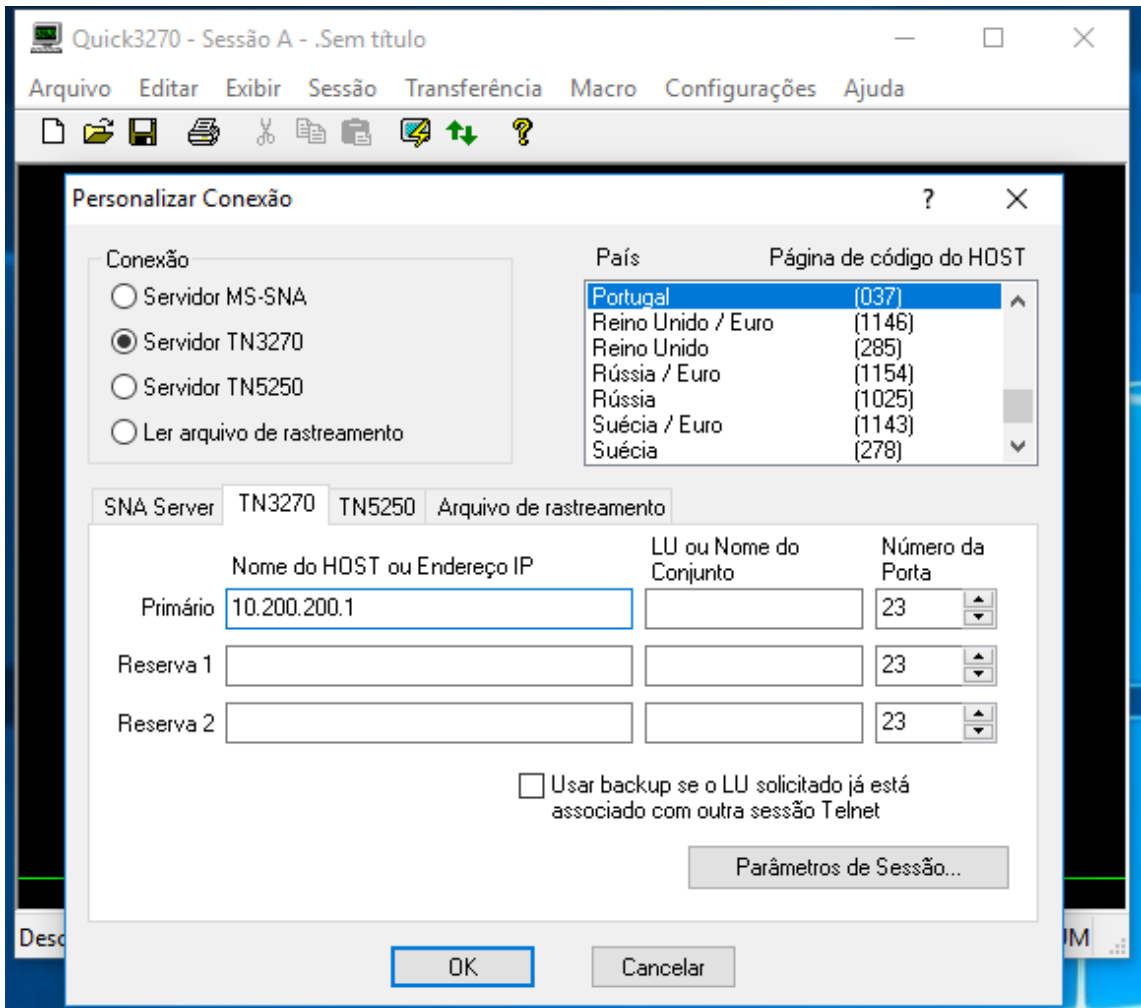 Quick3270 - Sessão A - .Sem título
Arquivo Editar Exibir Sessão Transferência Macro Configurações Ajuda
Personalizar Conexão
Conexão
Servidor MS-SNA
Servidor TN3270
Servidor TN5250
Ler arquivo de rastreamento
País Página de código do HOST
Portugal (037)
Reino Unido / Euro (1146)
Reino Unido (285)
Rússia / Euro (1154)
Rússia (1025)
Suécia / Euro (1143)
Suécia (278)
SNA Server TN3270 TN5250 Arquivo de rastreamento
Nome do HOST ou Endereço IP
LU ou Nome do
Conjunto
Número da
Porta
Primário 10.200.200.1 23
Reserva 1 23
Reserva 2 23
Usar backup se o LU solicitado já está
associado com outra sessão Telnet
Parâmetros de Sessão...
OK Cancelar